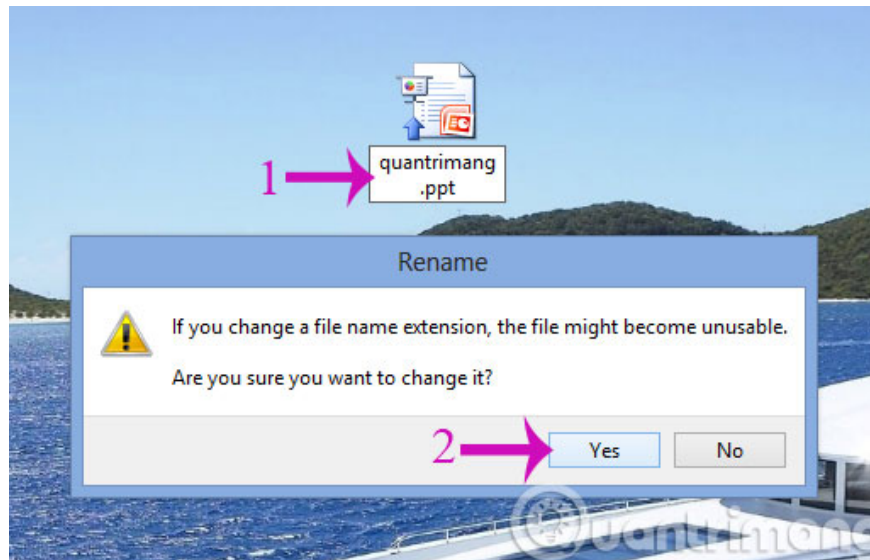 1
quantrimang
.ppt
Rename
If you change a file name extension, the file might become unusable.
Are you sure you want to change it?
2
Yes
No
Quantrimang